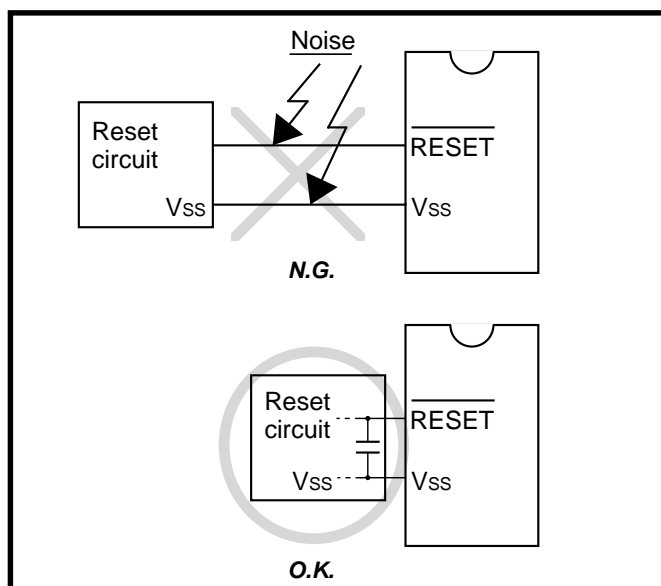 Noise
Reset
circuit
RESET
Vss
Vss
N.G.
Reset
circuit
RESET
Vss
Vss
O.K.